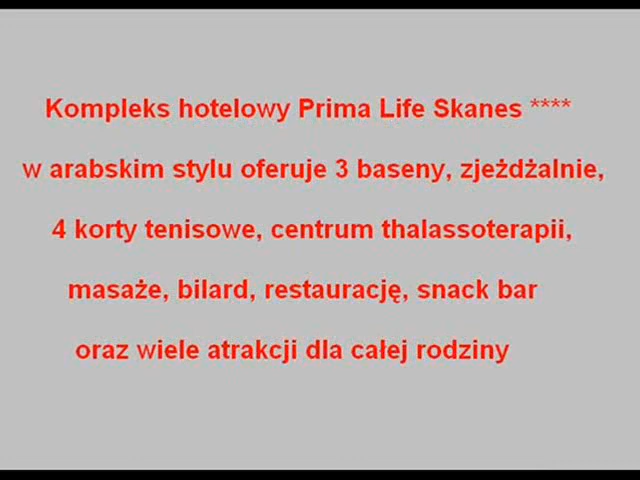 Kompleks hotelowy Prima Life Skanes ****
w arabskim stylu oferuje 3 baseny, zjeżdżalnie,
4 korty tenisowe, centrum thalassoterapii,
masaże, bilard, restaurację, snack bar
oraz wiele atrakcji dla całej rodziny